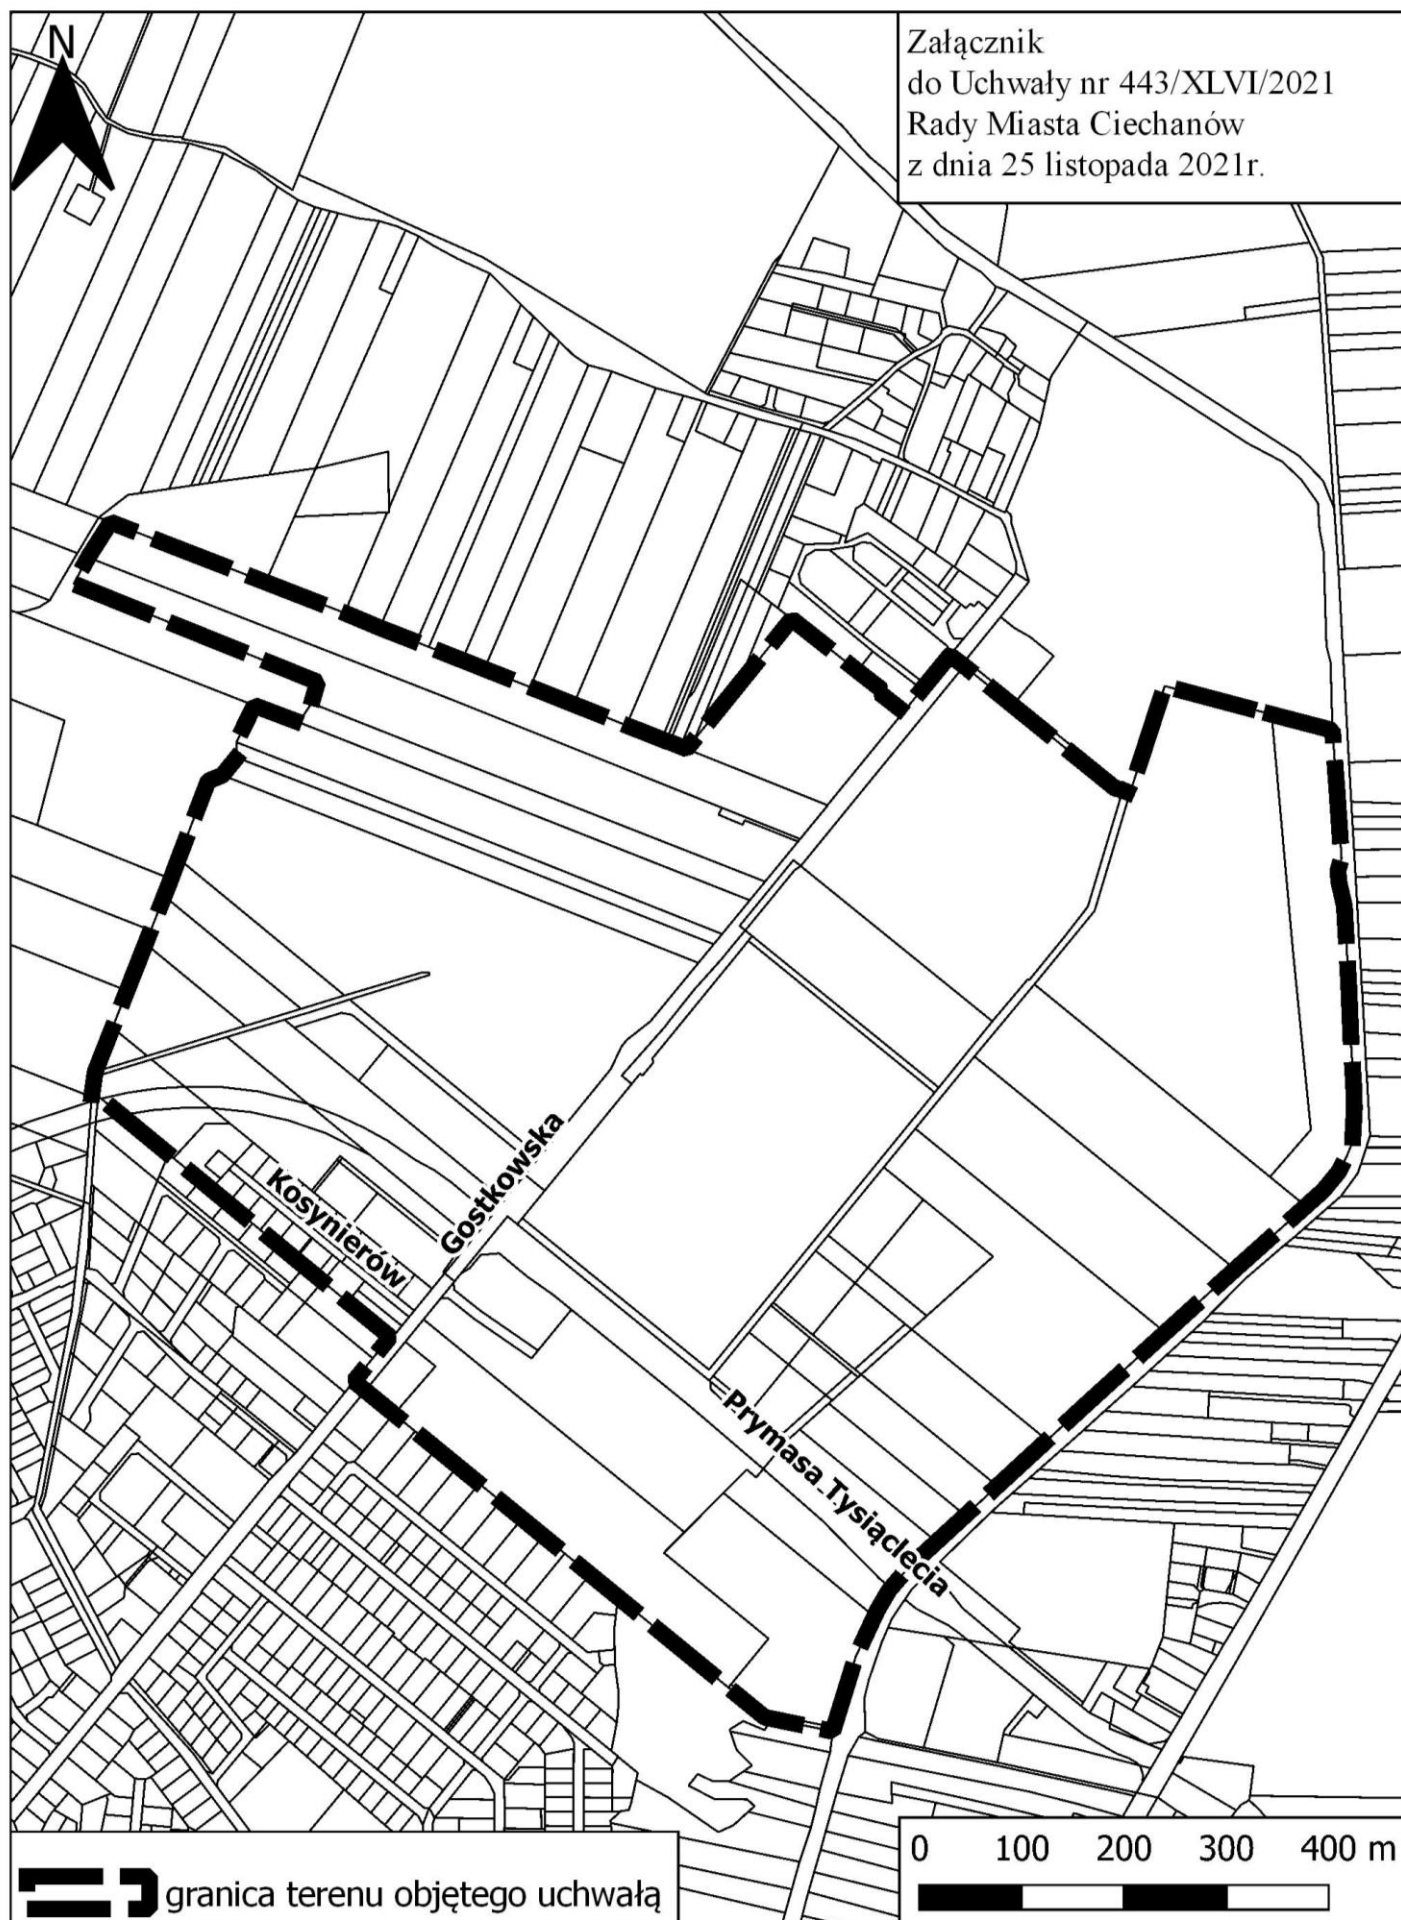 N
Załącznik
do Uchwały nr 443/XLVI/2021
Rady Miasta Ciechanów
z dnia 25 listopada 2021r.
Gostkowska
Kosynierów
Prymasa Tysiąclecia
granica terenu objętego uchwałą
0 100 200 300 400 m